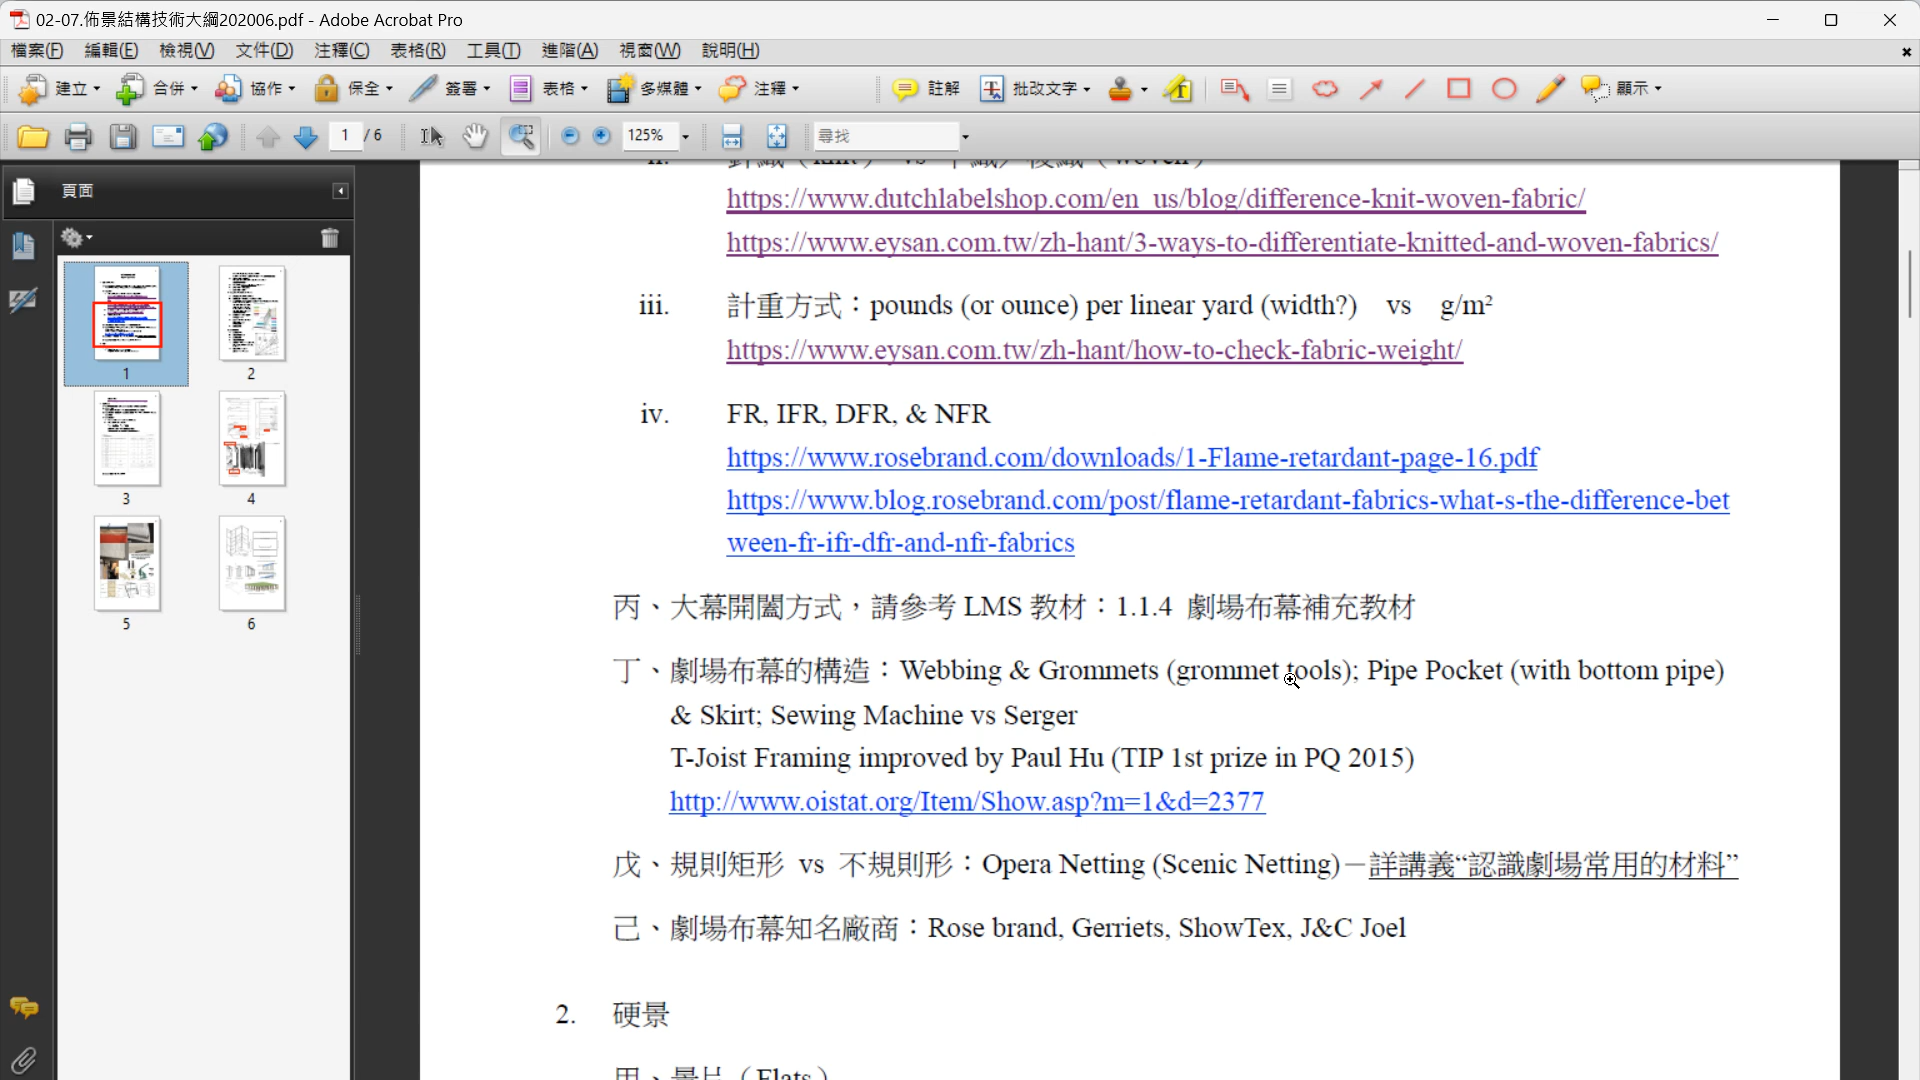 02-07.佈景結構技術大綱202006.pdf - Adobe Acrobat Pro
檔案(F) 編輯(E) 檢視(V) 文件(D) 注釋(C) 表格(R) 工具(T) 進階(A) 視窗(W) 說明(H)
建立 合併 協作 保全 簽署 表格 多媒體 注釋 註解 批改文字 顯示
1 / 6 125% 尋找
頁面
1
2
3
4
5
6
https://www.dutchlabelshop.com/en_us/blog/difference-knit-woven-fabric/
https://www.eysan.com.tw/zh-hant/3-ways-to-differentiate-knitted-and-woven-fabrics/
iii. 計重方式：pounds (or ounce) per linear yard (width?) vs g/m²
https://www.eysan.com.tw/zh-hant/how-to-check-fabric-weight/
iv. FR, IFR, DFR, & NFR
https://www.rosebrand.com/downloads/1-Flame-retardant-page-16.pdf
https://www.blog.rosebrand.com/post/flame-retardant-fabrics-what-s-the-difference-bet
ween-fr-ifr-dfr-and-nfr-fabrics
丙、大幕開闔方式，請參考 LMS 教材：1.1.4 劇場布幕補充教材
丁、劇場布幕的構造：Webbing & Grommets (grommet tools); Pipe Pocket (with bottom pipe)
& Skirt; Sewing Machine vs Serger
T-Joist Framing improved by Paul Hu (TIP 1st prize in PQ 2015)
http://www.oistat.org/Item/Show.asp?m=1&d=2377
戊、規則矩形 vs 不規則形：Opera Netting (Scenic Netting)－詳講義“認識劇場常用的材料”
己、劇場布幕知名廠商：Rose brand, Gerriets, ShowTex, J&C Joel
2. 硬景
甲、景片（Flats）